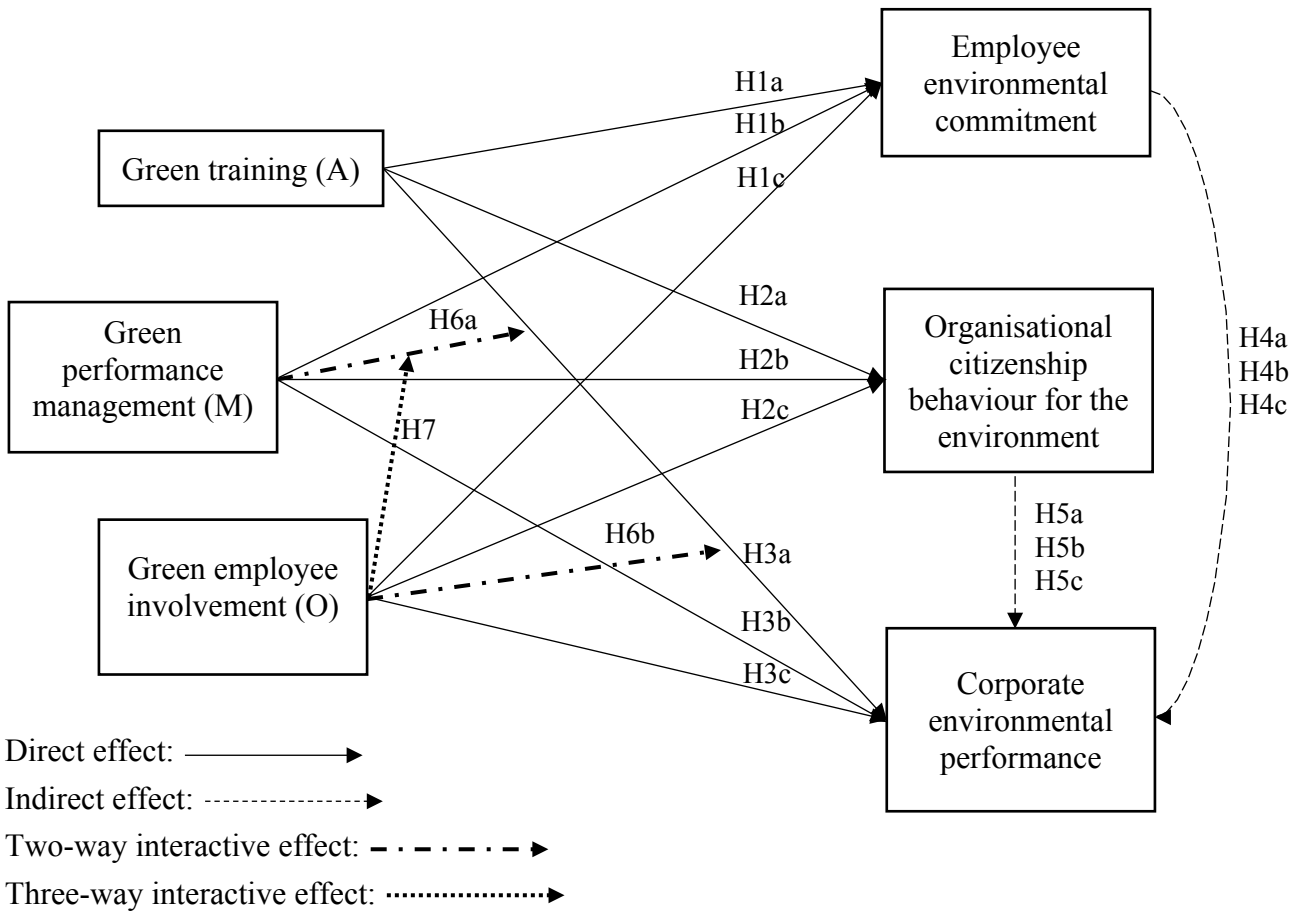 Employee
environmental
commitment
H1a
H1b
H1c
Green training (A)
H2a
H2b
H2c
Green
performance
management (M)
H6a
H7
Organisational
citizenship
behaviour for the
environment
H4a
H4b
H4c
H5a
H5b
H5c
Green employee
involvement (O)
H6b
H3a
H3b
H3c
Corporate
environmental
performance
Direct effect:
Indirect effect:
Two-way interactive effect:
Three-way interactive effect: